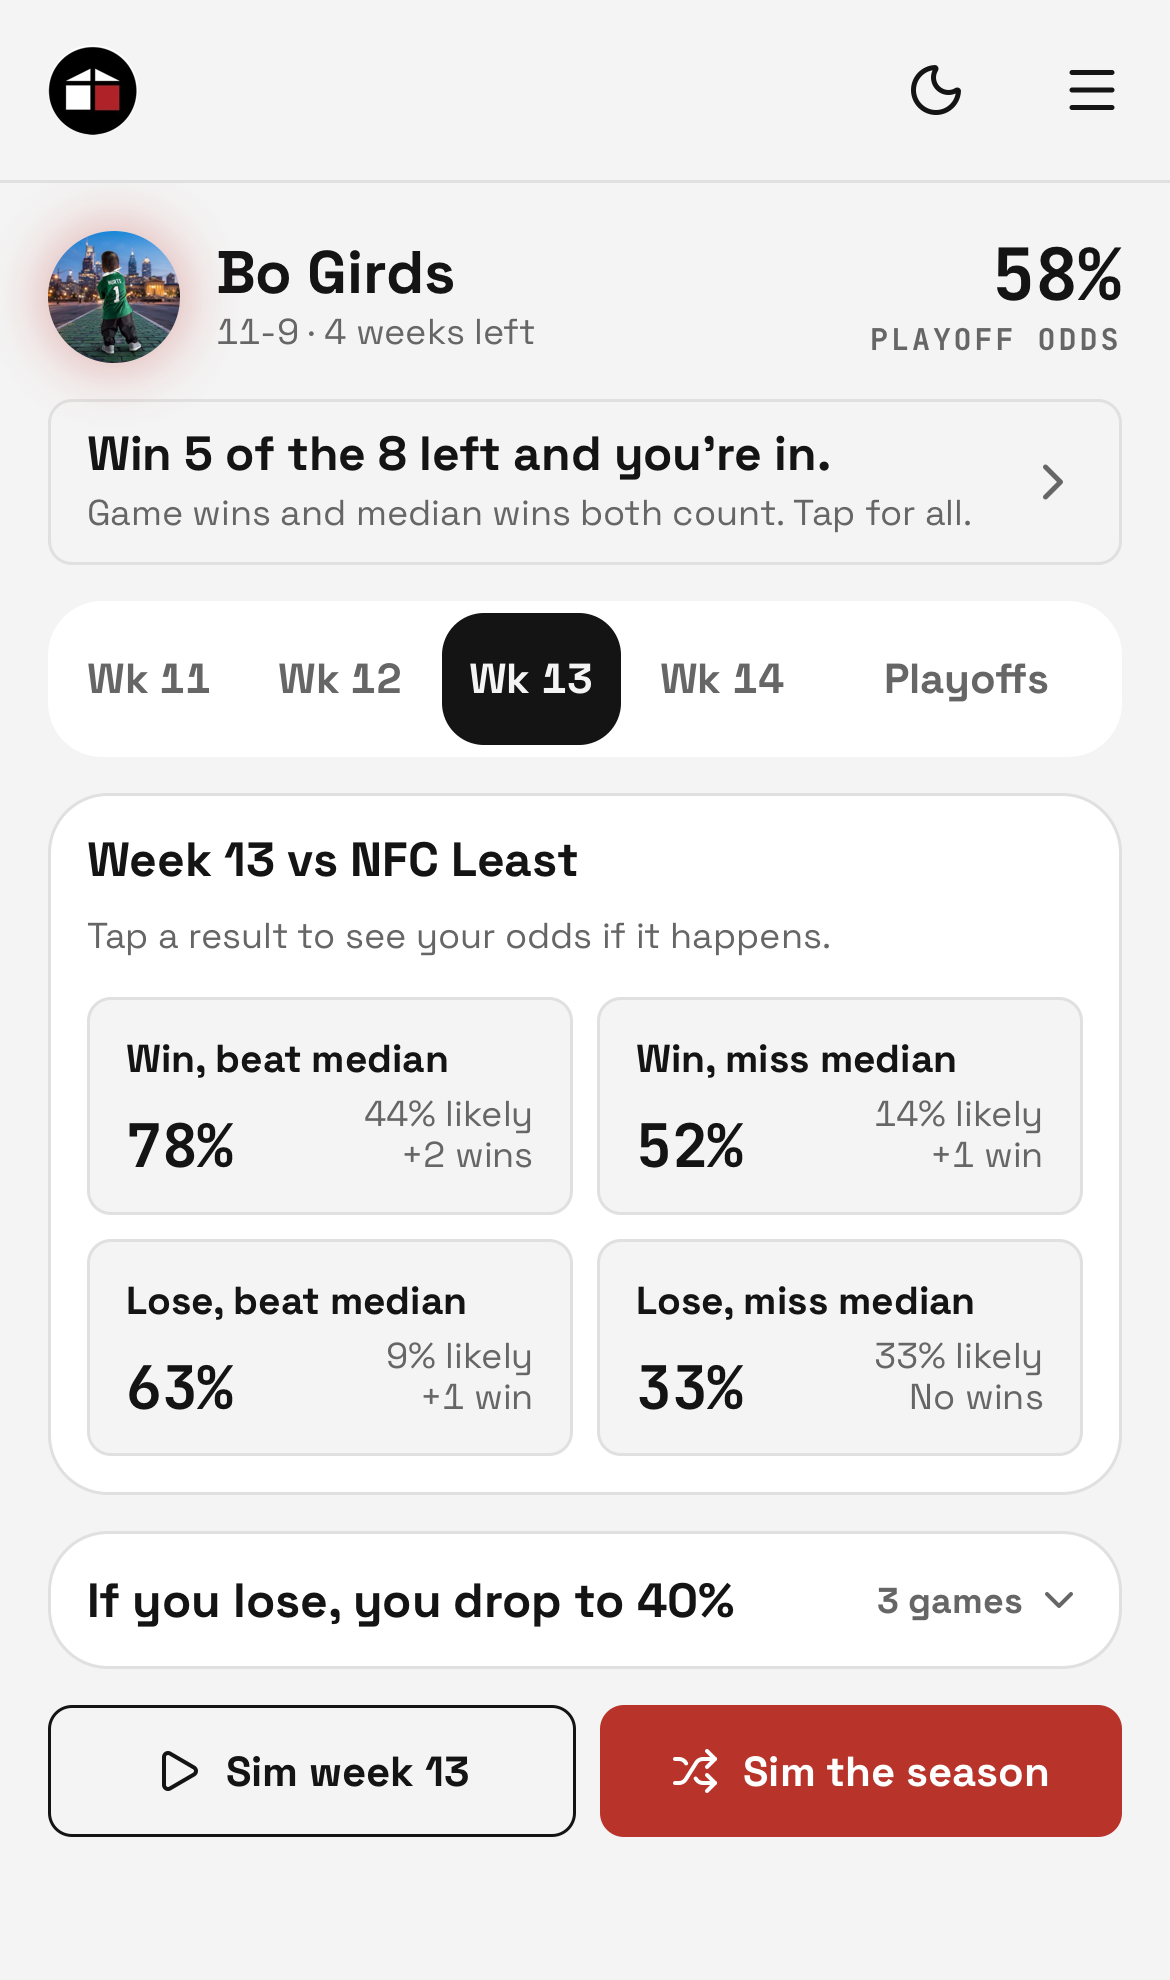 Bo Girds
11-9 · 4 weeks left
58%
PLAYOFF ODDS
Win 5 of the 8 left and you’re in.
Game wins and median wins both count. Tap for all.
Wk 11
Wk 12
Wk 13
Wk 14
Playoffs
Week 13 vs NFC Least
Tap a result to see your odds if it happens.
Win, beat median
78%
44% likely
+2 wins
Win, miss median
52%
14% likely
+1 win
Lose, beat median
63%
9% likely
+1 win
Lose, miss median
33%
33% likely
No wins
If you lose, you drop to 40%
3 games
Sim week 13
Sim the season